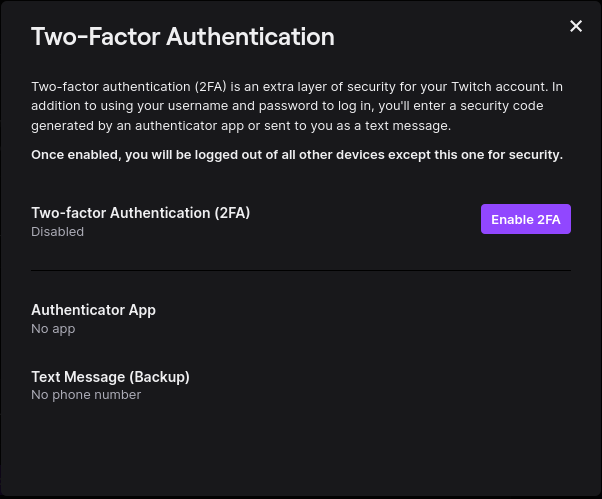 Two-Factor Authentication
Two-factor authentication (2FA) is an extra layer of security for your Twitch account. In
addition to using your username and password to log in, you'll enter a security code
generated by an authenticator app or sent to you as a text message.
Once enabled, you will be logged out of all other devices except this one for security.
Two-factor Authentication (2FA)
Disabled
Enable 2FA
Authenticator App
No app
Text Message (Backup)
No phone number